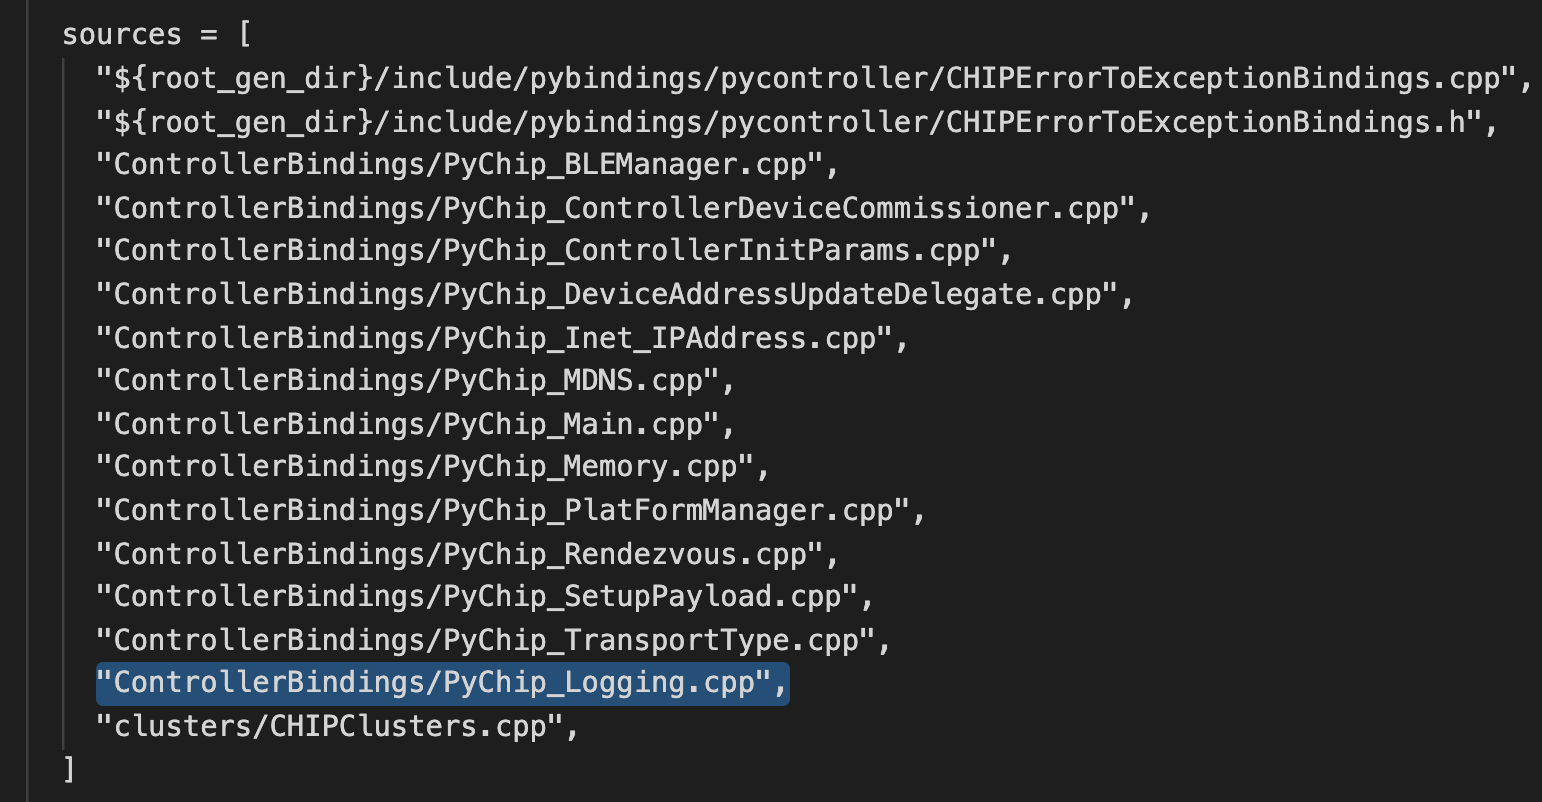 sources = [
"${root_gen_dir}/include/pybindings/pycontroller/CHIPErrorToExceptionBindings.cpp",
"${root_gen_dir}/include/pybindings/pycontroller/CHIPErrorToExceptionBindings.h",
"ControllerBindings/PyChip_BLEManager.cpp",
"ControllerBindings/PyChip_ControllerDeviceCommissioner.cpp",
"ControllerBindings/PyChip_ControllerInitParams.cpp",
"ControllerBindings/PyChip_DeviceAddressUpdateDelegate.cpp",
"ControllerBindings/PyChip_Inet_IPAddress.cpp",
"ControllerBindings/PyChip_MDNS.cpp",
"ControllerBindings/PyChip_Main.cpp",
"ControllerBindings/PyChip_Memory.cpp",
"ControllerBindings/PyChip_PlatFormManager.cpp",
"ControllerBindings/PyChip_Rendezvous.cpp",
"ControllerBindings/PyChip_SetupPayload.cpp",
"ControllerBindings/PyChip_TransportType.cpp",
"ControllerBindings/PyChip_Logging.cpp",
"clusters/CHIPClusters.cpp",
]